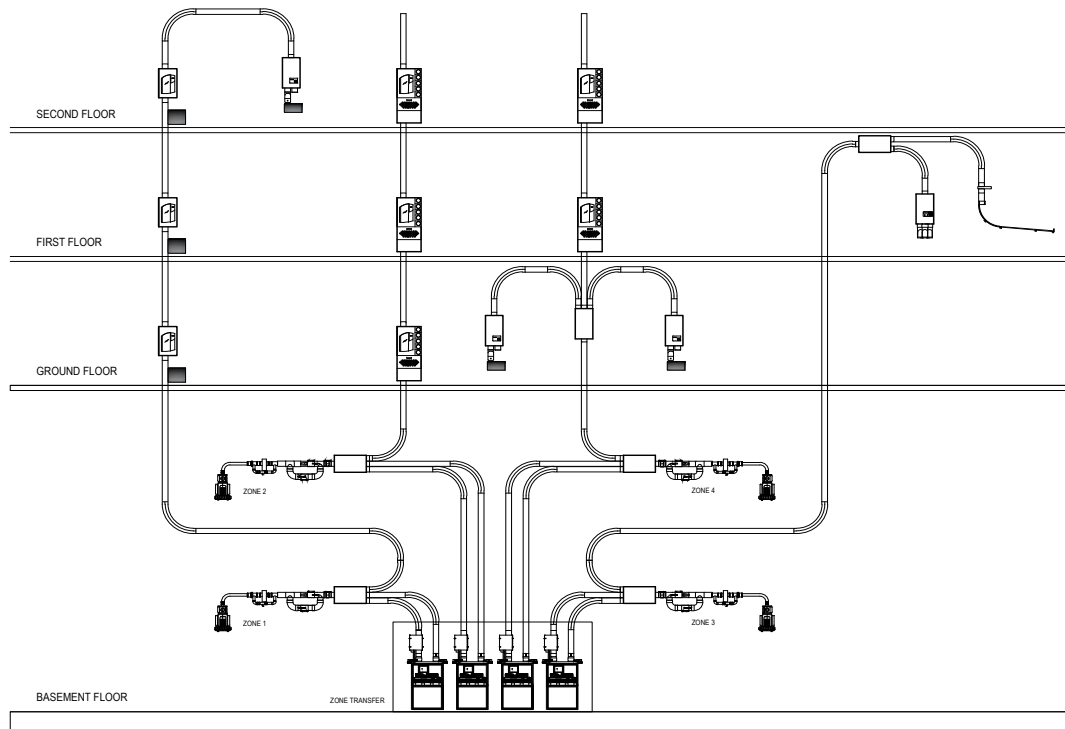 SECOND FLOOR
FIRST FLOOR
GROUND FLOOR
ZONE 2
ZONE 4
ZONE 1
ZONE 3
BASEMENT FLOOR
ZONE TRANSFER